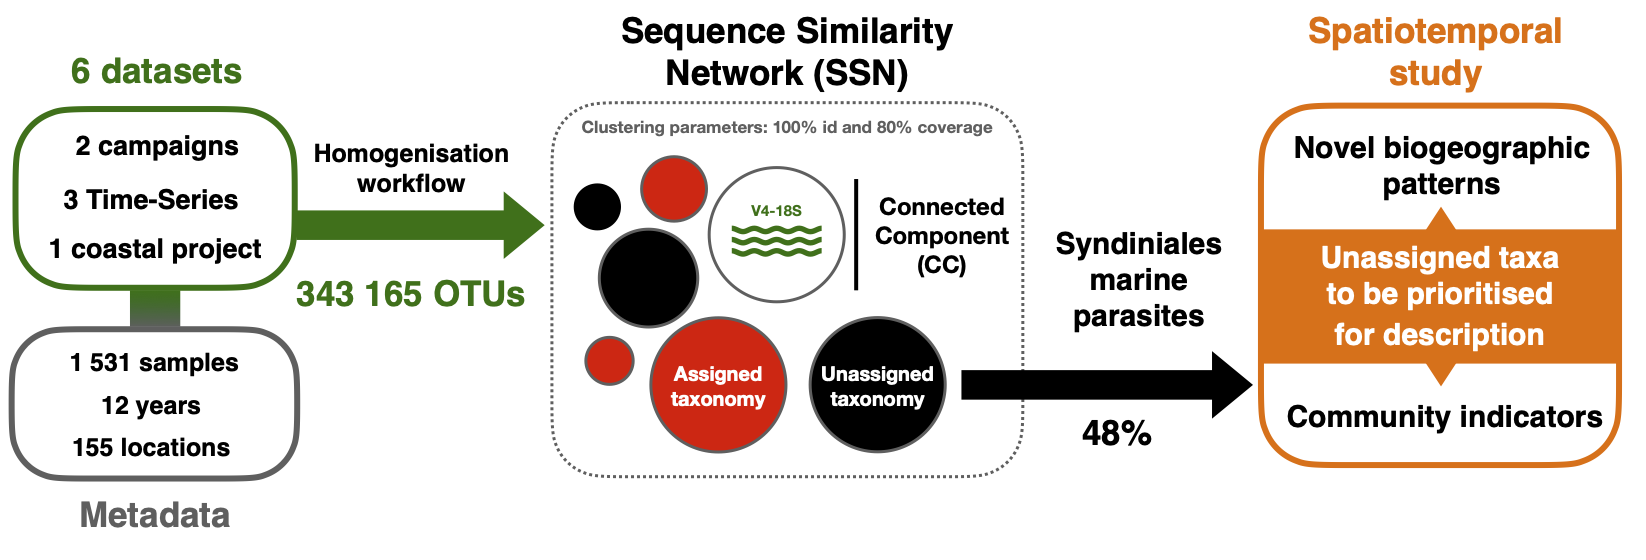 6 datasets
2 campaigns
3 Time-Series
1 coastal project
1 531 samples
12 years
155 locations
Metadata
Homogenisation
workflow
343 165 OTUs
Sequence Similarity
Network (SSN)
Clustering parameters: 100% id and 80% coverage
V4-18S
Connected
Component
(CC)
Assigned
taxonomy
Unassigned
taxonomy
Syndiniales
marine
parasites
48%
Spatiotemporal
study
Novel biogeographic
patterns
Unassigned taxa
to be prioritised
for description
Community indicators